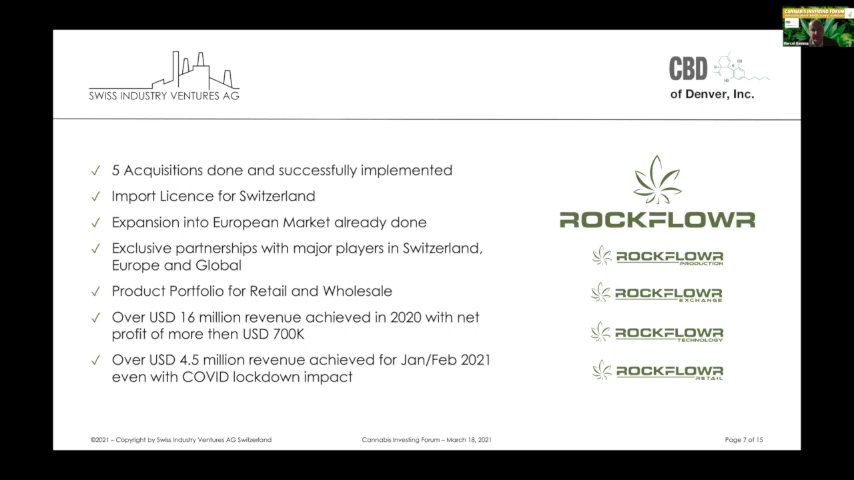 CANNABIS INVESTING FORUM
SWISS INDUSTRY VENTURES AG
CBD
of Denver, Inc.
✓ 5 Acquisitions done and successfully implemented
✓ Import Licence for Switzerland
✓ Expansion into European Market already done
✓ Exclusive partnerships with major players in Switzerland,
Europe and Global
✓ Product Portfolio for Retail and Wholesale
✓ Over USD 16 million revenue achieved in 2020 with net
profit of more then USD 700K
✓ Over USD 4.5 million revenue achieved for Jan/Feb 2021
even with COVID lockdown impact
ROCKFLOWR
ROCKFLOWR
PRODUCTION
ROCKFLOWR
EXCHANGE
ROCKFLOWR
TECHNOLOGY
ROCKFLOWR
RETAIL
©2021 – Copyright by Swiss Industry Ventures AG Switzerland
Cannabis Investing Forum – March 18, 2021
Page 7 of 15